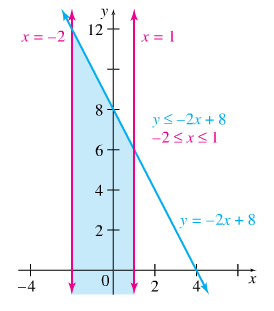 y
x = –2
12
x = 1
8
y ≤ –2x + 8
–2 ≤ x ≤ 1
6
4
y = –2x + 8
2
x
–4
0
2
4